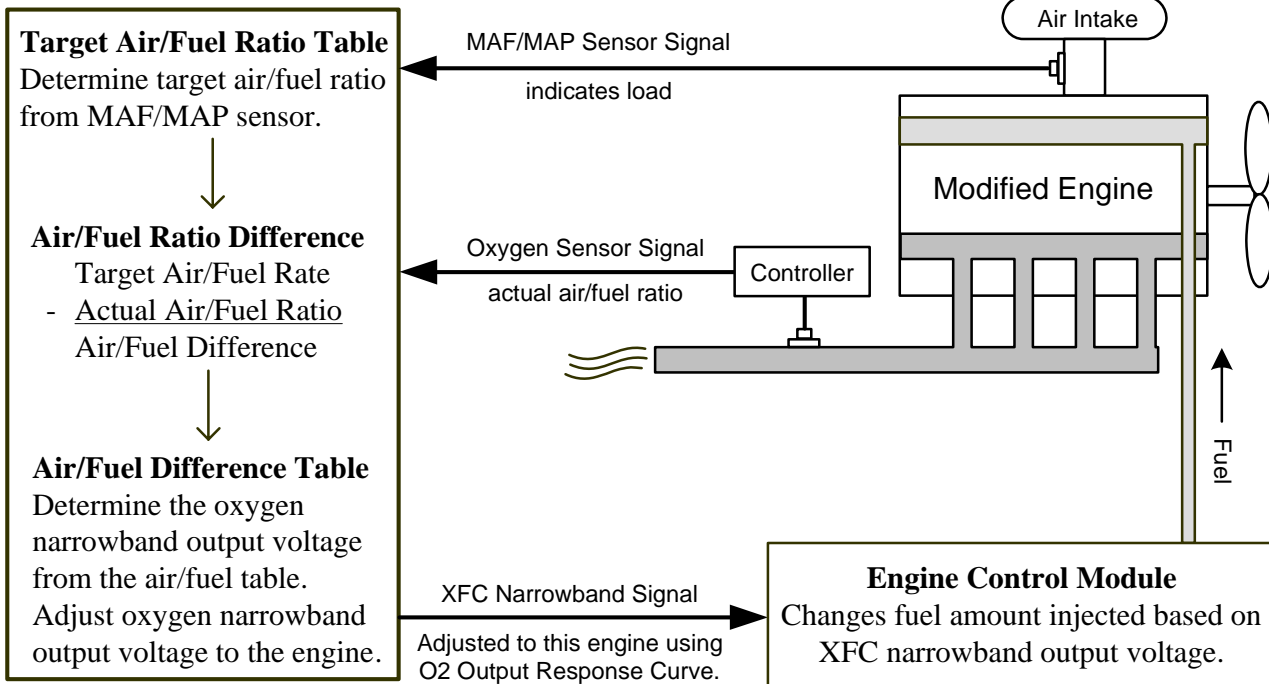 Target Air/Fuel Ratio Table
Determine target air/fuel ratio
from MAF/MAP sensor.
Air/Fuel Ratio Difference
Target Air/Fuel Rate
- Actual Air/Fuel Ratio
Air/Fuel Difference
Air/Fuel Difference Table
Determine the oxygen
narrowband output voltage
from the air/fuel table.
Adjust oxygen narrowband
output voltage to the engine.
MAF/MAP Sensor Signal
indicates load
Air Intake
Modified Engine
Oxygen Sensor Signal
actual air/fuel ratio
Controller
Fuel
XFC Narrowband Signal
Adjusted to this engine using
O2 Output Response Curve.
Engine Control Module
Changes fuel amount injected based on
XFC narrowband output voltage.